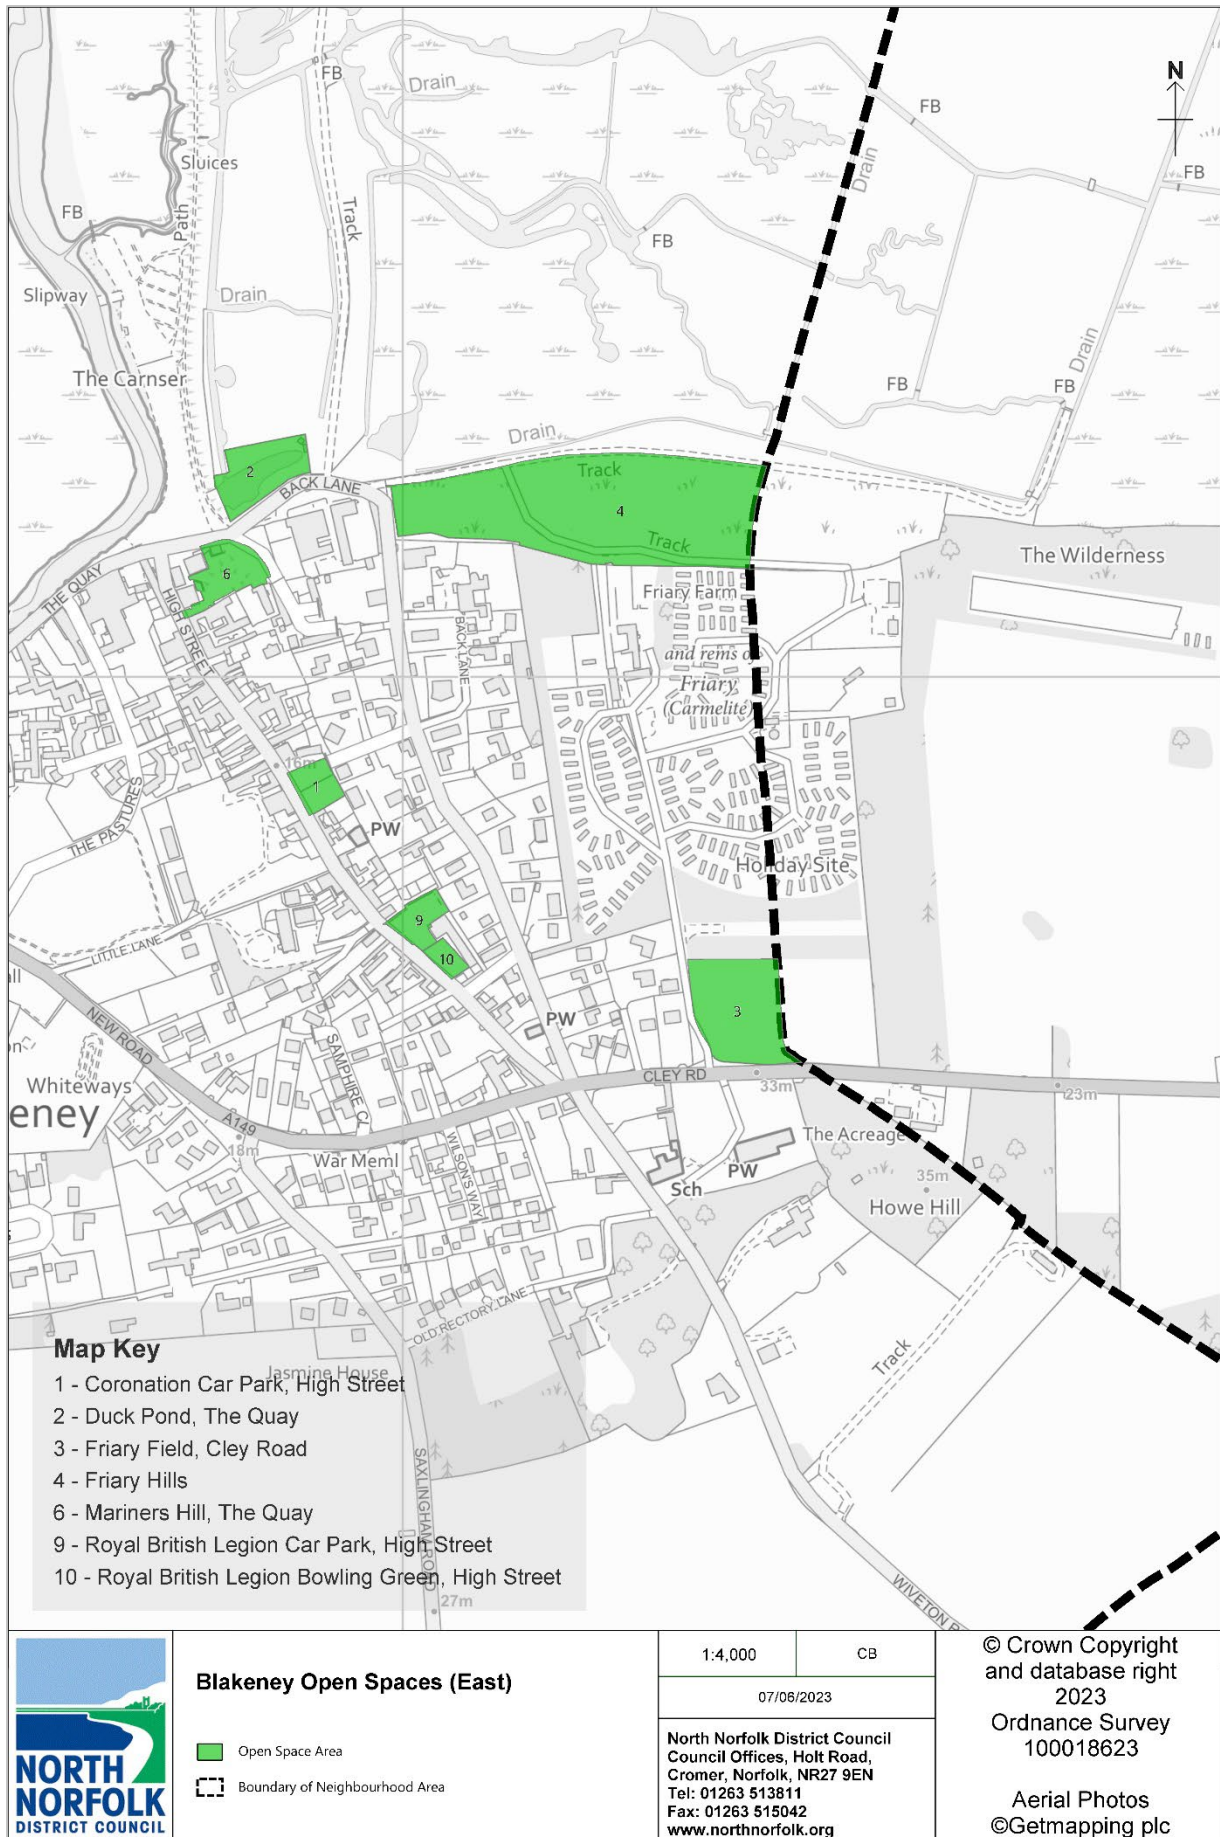 N
FB
Drain
FB
Drain
Sluices
FB
Track
Path
FB
FB
Slipway
Drain
Drain
The Carnser
FB
FB
Drain
2
Track
BACK LANE
4
Track
The Wilderness
THE QUAY
6
Friary Farm
HIGH STREET
BACK LANE
and rems of
Friary
(Carmelite)
16m
1
THE PASTURES
PW
Holiday Site
9
LITTLE LANE
10
NEW ROAD
SAMPHIRE CL
PW
3
CLEY RD
33m
23m
Whiteways
eney
A149
18m
War Meml
WILSON'S WAY
The Acreage
PW
Sch
35m
Howe Hill
OLD RECTORY LANE
Track
Jasmine House
SAXLINGHAM ROAD
27m
WIVETON R
Map Key
1 - Coronation Car Park, High Street
2 - Duck Pond, The Quay
3 - Friary Field, Cley Road
4 - Friary Hills
6 - Mariners Hill, The Quay
9 - Royal British Legion Car Park, High Street
10 - Royal British Legion Bowling Green, High Street
NORTH
NORFOLK
DISTRICT COUNCIL
Blakeney Open Spaces (East)
Open Space Area
Boundary of Neighbourhood Area
1:4,000
CB
07/06/2023
North Norfolk District Council
Council Offices, Holt Road,
Cromer, Norfolk, NR27 9EN
Tel: 01263 513811
Fax: 01263 515042
www.northnorfolk.org
© Crown Copyright
and database right
2023
Ordnance Survey
100018623
Aerial Photos
©Getmapping plc